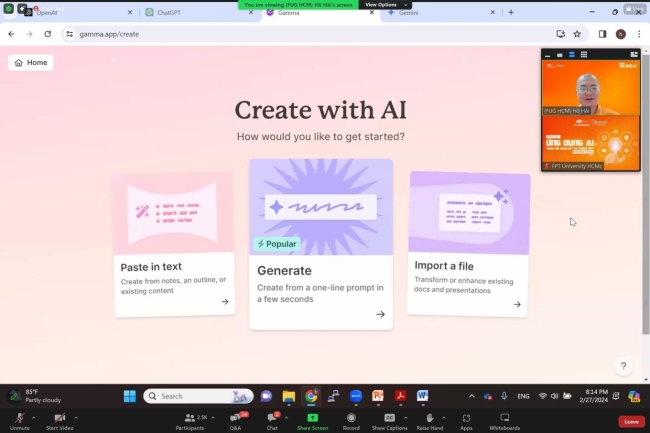 You are viewing (FUG HCM) Hồ Hải's screen
View Options
OpenAI
ChatGPT
Gamma
Gemini
gamma.app/create
Home
Create with AI
How would you like to get started?
Popular
Paste in text
Create from notes, an outline, or
existing content
Generate
Create from a one-line prompt in
a few seconds
Import a file
Transform or enhance existing
docs and presentations
(FUG HCM) Hồ Hải
ỨNG DỤNG AI
FPT University HCMc
?
85°F
Partly cloudy
Search
ENG
8:14 PM
2/27/2024
Unmute
Start Video
Participants
2.5K
Q&A
Chat
Share Screen
Record
Show Captions
Raise Hand
Apps
Whiteboards
Leave